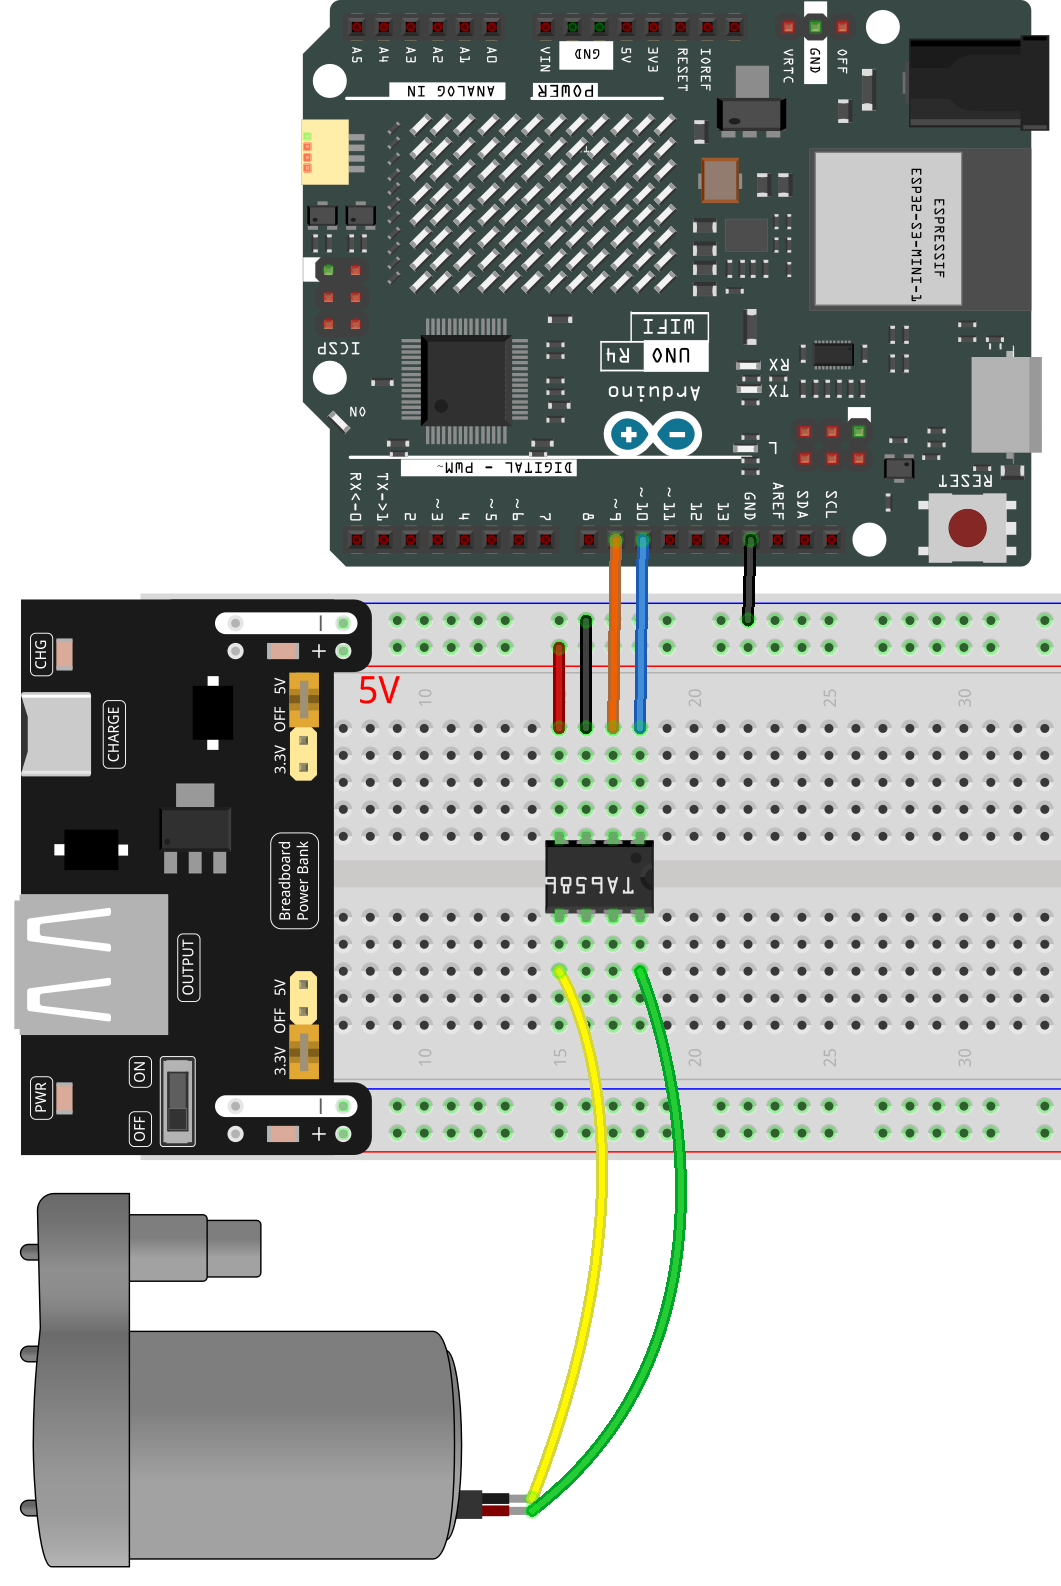 A5 A4 A3 A2 A1 A0 VIN GND 5V 3V3 RESET IOREF VRTC GND OFF
ANALOG IN
POWER
ESP32-S3-MINI-1
ESPRESSIF
ICSP
WIFI
UNO R4
Arduino
RX
TX
ON
L
DIGITAL - PWM~
RESET
RX<-0 TX->1 2 ~3 4 ~5 ~6 7 8 ~9 ~10 ~11 12 13 GND AREF SDA SCL
CHG
CHARGE
– +
5V
OFF
3.3V
5V
10 20 25 30
Breadboard
Power Bank
TA6586
OUTPUT
5V
OFF
3.3V
10 15 20 25 30
PWR
ON
OFF
– +